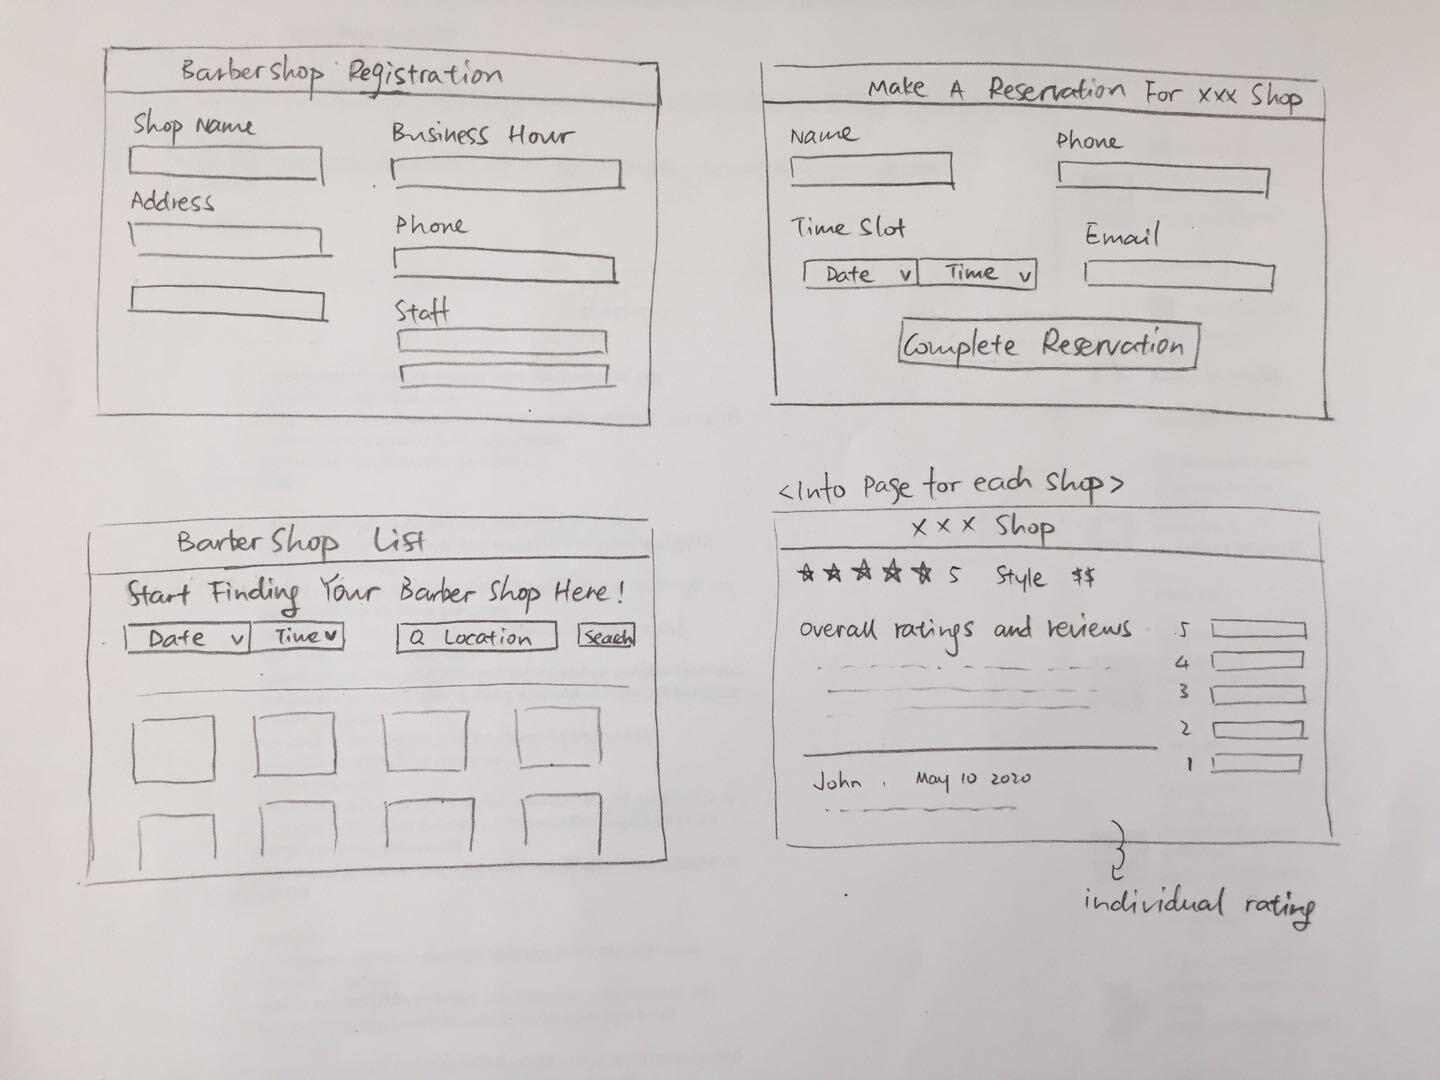 Barbershop Registration
Shop Name
Business Hour
Address
Phone
Staff
Make A Reservation For xxx Shop
Name
Phone
Time Slot
Email
Date v Time v
Complete Reservation
Barber Shop List
Start Finding Your Barber Shop Here!
Date v Time v Q Location Search
<Info Page for each Shop>
x x x Shop
★ ★ ★ ★ ★ 5 Style $$
Overall ratings and reviews
5
4
3
2
1
John . May 10 2020
individual rating